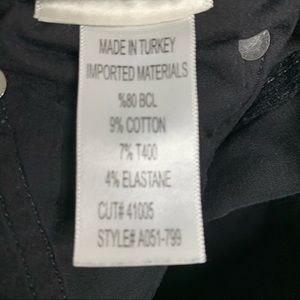 MADE IN TURKEY
IMPORTED MATERIALS
%80 BCL
9% COTTON
7% T400
4% ELASTANE
CUT# 41005
STYLE# A051-799